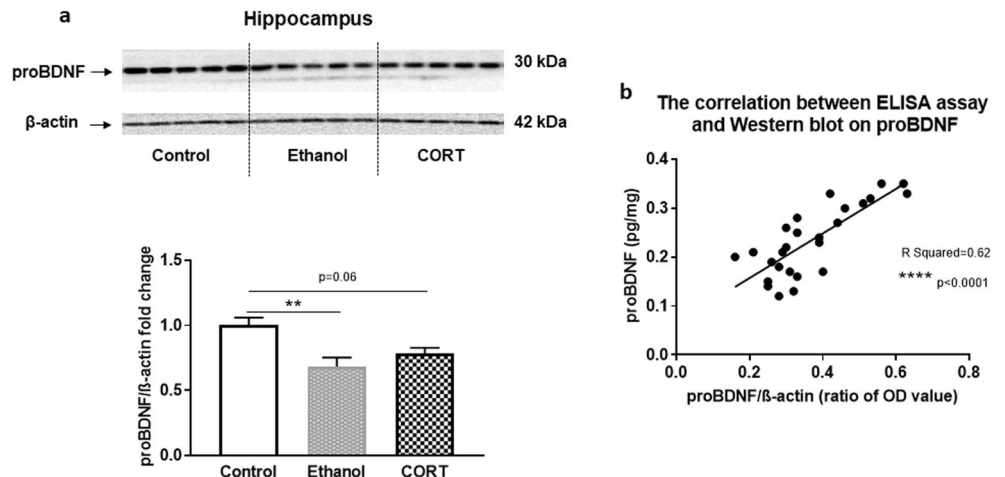 a
Hippocampus
proBDNF
30 kDa
β-actin
42 kDa
Control
Ethanol
CORT
proBDNF/ß-actin fold change
1.5
1.0
0.5
0.0
p=0.06
**
Control
Ethanol
CORT
b
The correlation between ELISA assay
and Western blot on proBDNF
proBDNF (pg/mg)
0.4
0.3
0.2
0.1
0.0
R Squared=0.62
**** p<0.0001
0.0
0.2
0.4
0.6
0.8
proBDNF/ß-actin (ratio of OD value)